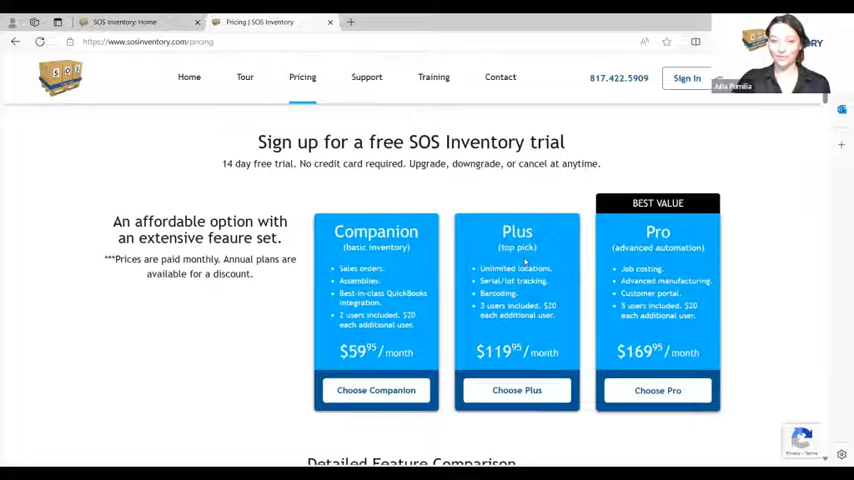 SOS Inventory: Home
Pricing | SOS Inventory
https://www.sosinventory.com/pricing
SOS
Home
Tour
Pricing
Support
Training
Contact
817.422.5909
Sign In
Julia Pomilia
Sign up for a free SOS Inventory trial
14 day free trial. No credit card required. Upgrade, downgrade, or cancel at anytime.
An affordable option with
an extensive feaure set.
***Prices are paid monthly. Annual plans are
available for a discount.
Companion
(basic inventory)
Sales orders.
Assemblies.
Best-in-class QuickBooks
integration.
2 users included. $20
each additional user.
$59⁹⁵/month
Choose Companion
Plus
(top pick)
Unlimited locations.
Serial/lot tracking.
Barcoding.
3 users included. $20
each additional user.
$119⁹⁵/month
Choose Plus
BEST VALUE
Pro
(advanced automation)
Job costing.
Advanced manufacturing.
Customer portal.
5 users included. $20
each additional user.
$169⁹⁵/month
Choose Pro
Privacy - Terms
Detailed Feature Comparison